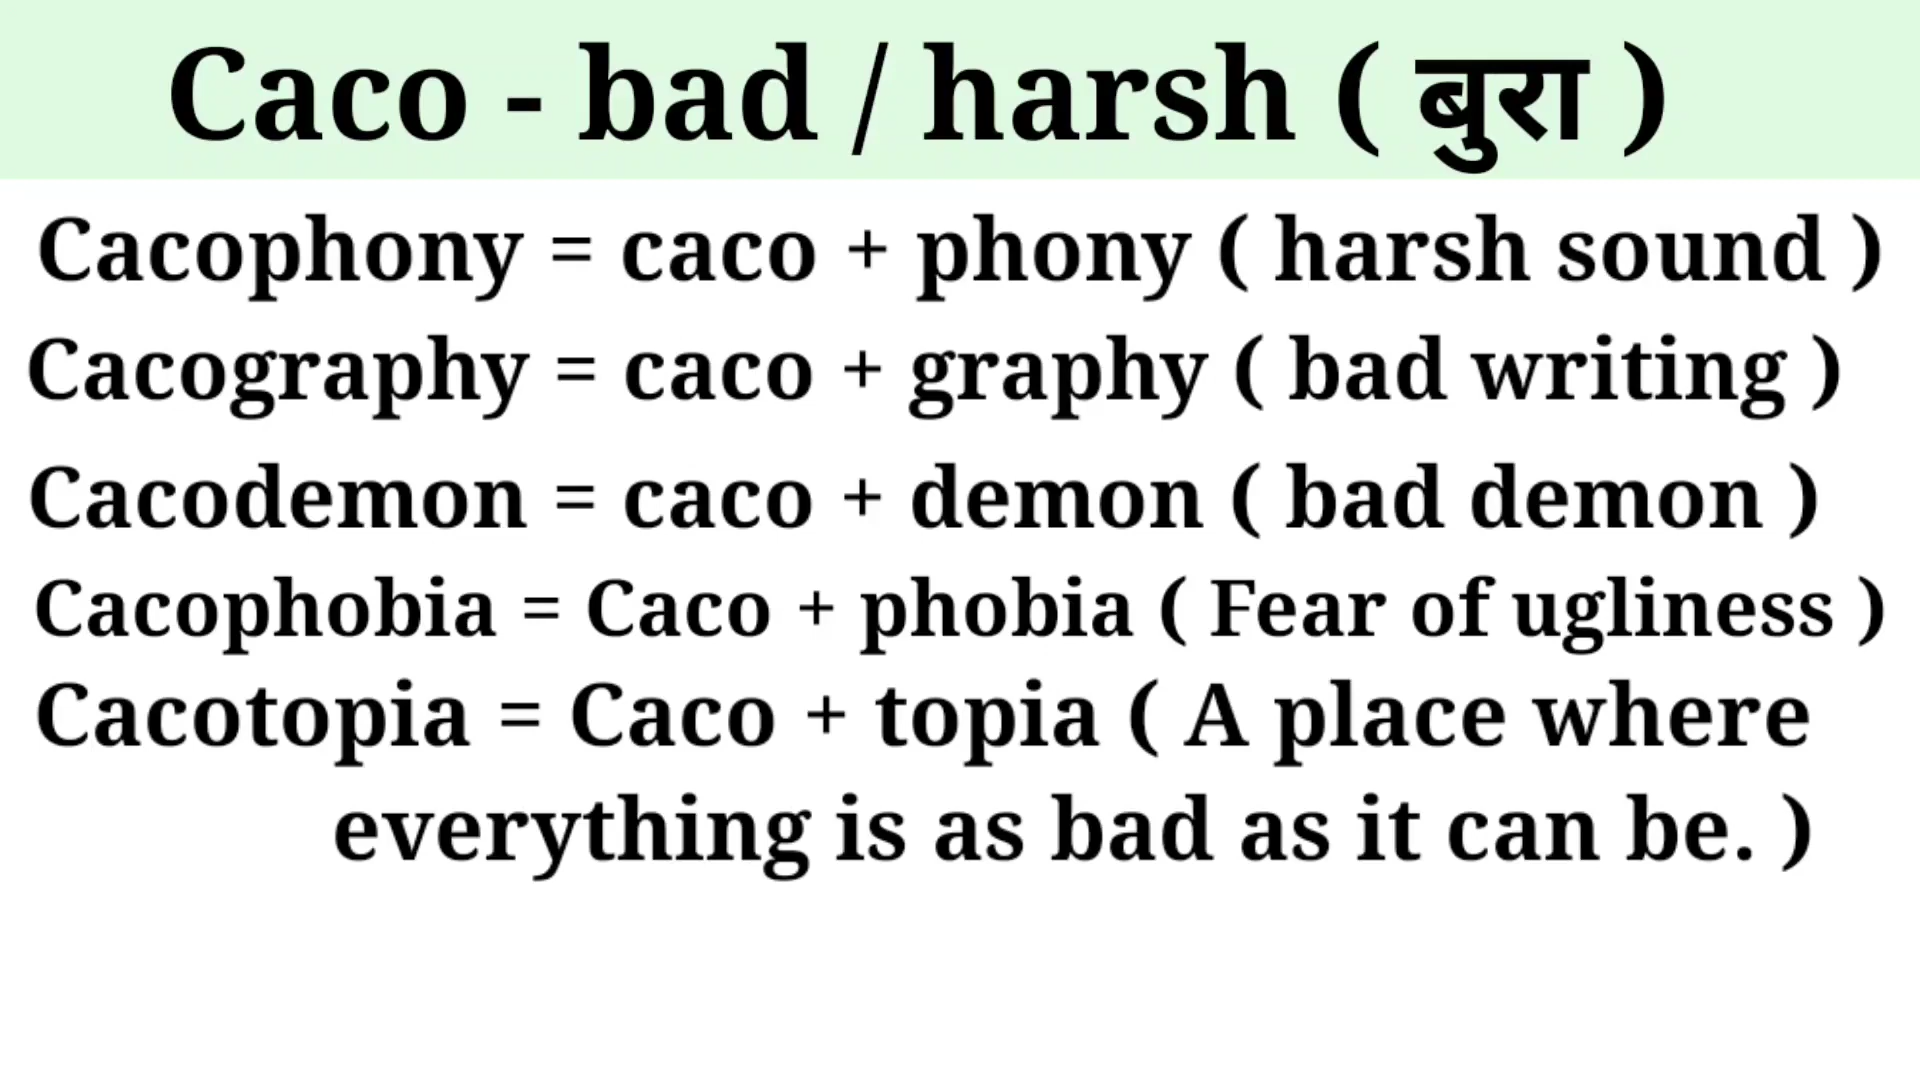 Caco - bad / harsh ( बुरा )
Cacophony = caco + phony ( harsh sound )
Cacography = caco + graphy ( bad writing )
Cacodemon = caco + demon ( bad demon )
Cacophobia = Caco + phobia ( Fear of ugliness )
Cacotopia = Caco + topia ( A place where
everything is as bad as it can be. )